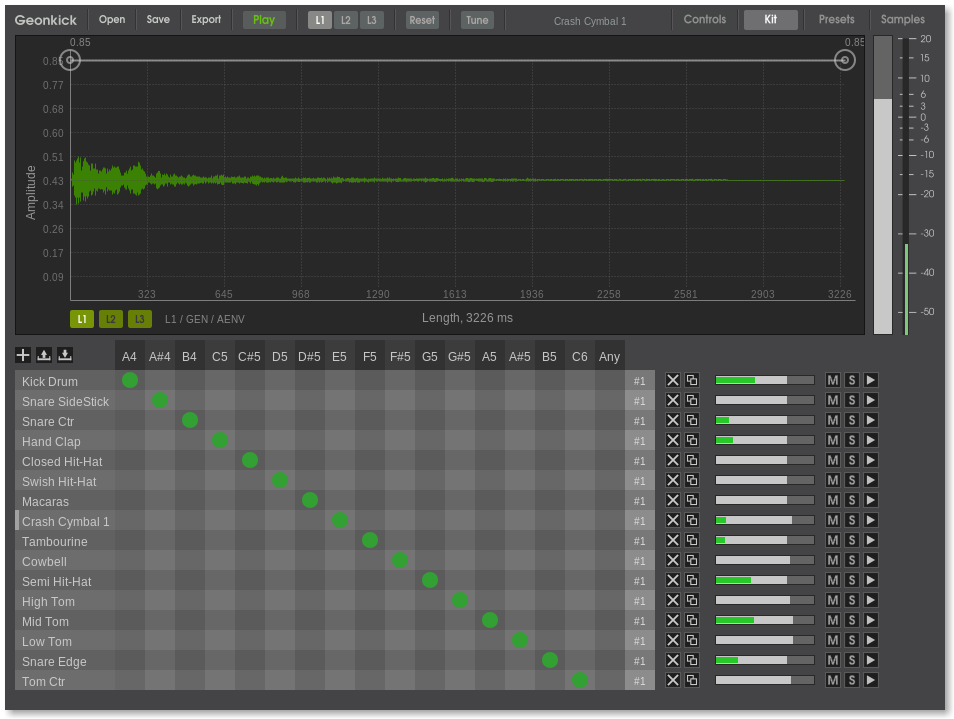 Geonkick Open Save Export Play L1 L2 L3 Reset Tune Crash Cymbal 1 Controls Kit Presets Samples
0.85 0.85
0.85
0.77
0.68
0.60
0.51
0.43
0.34
0.26
0.17
0.09
Amplitude
323 645 968 1290 1613 1936 2258 2581 2903 3226
L1 L2 L3 L1 / GEN / AENV Length, 3226 ms
20
15
10
6
3
0
-3
-6
-10
-15
-20
-30
-40
-50
A4 A#4 B4 C5 C#5 D5 D#5 E5 F5 F#5 G5 G#5 A5 A#5 B5 C6 Any
Kick Drum #1 M S
Snare SideStick #1 M S
Snare Ctr #1 M S
Hand Clap #1 M S
Closed Hit-Hat #1 M S
Swish Hit-Hat #1 M S
Macaras #1 M S
Crash Cymbal 1 #1 M S
Tambourine #1 M S
Cowbell #1 M S
Semi Hit-Hat #1 M S
High Tom #1 M S
Mid Tom #1 M S
Low Tom #1 M S
Snare Edge #1 M S
Tom Ctr #1 M S